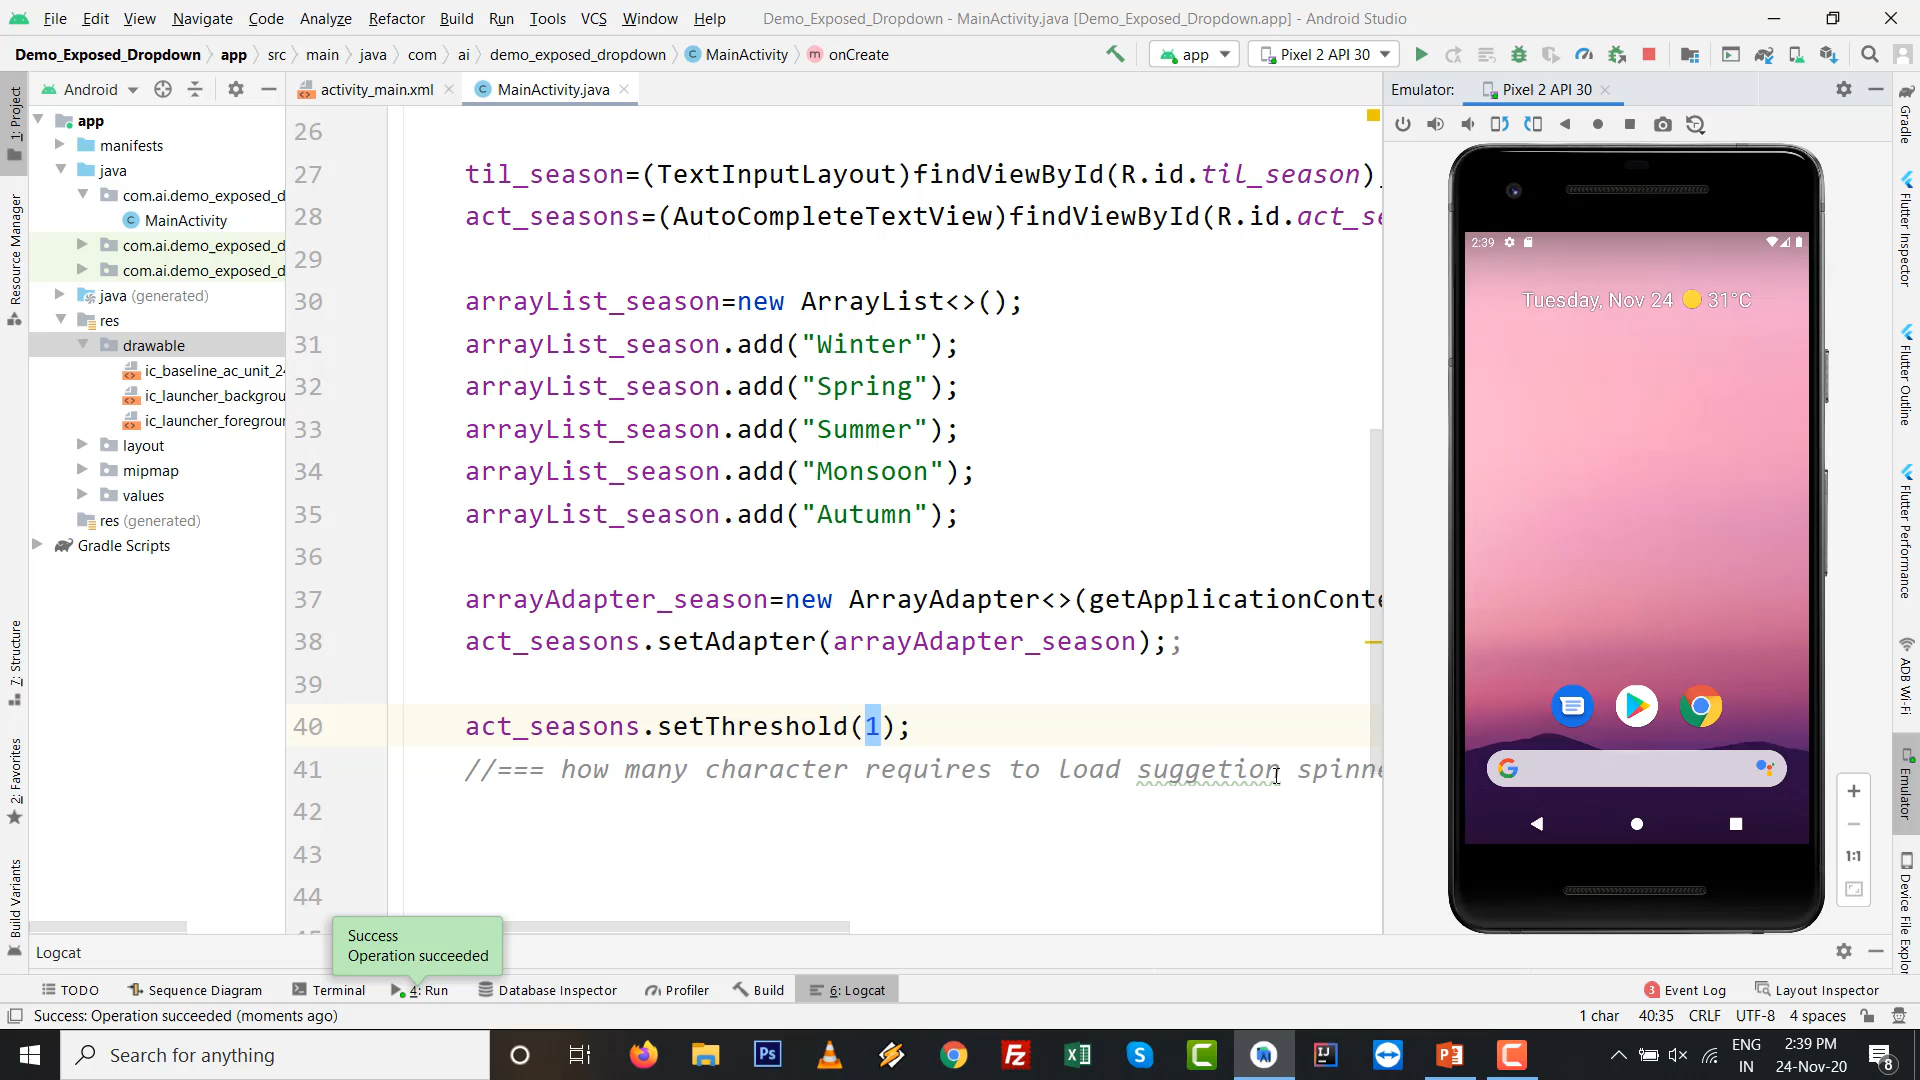 File Edit View Navigate Code Analyze Refactor Build Run Tools VCS Window Help Demo_Exposed_Dropdown - MainActivity.java [Demo_Exposed_Dropdown.app] - Android Studio
Demo_Exposed_Dropdown app src main java com ai demo_exposed_dropdown MainActivity onCreate app Pixel 2 API 30
Android activity_main.xml MainActivity.java Emulator: Pixel 2 API 30
1: Project
Resource Manager
7: Structure
2: Favorites
Build Variants
app
manifests
java
com.ai.demo_exposed_d
MainActivity
com.ai.demo_exposed_d
com.ai.demo_exposed_d
java (generated)
res
drawable
ic_baseline_ac_unit_24
ic_launcher_backgrou
ic_launcher_foregroun
layout
mipmap
values
res (generated)
Gradle Scripts
26
27 til_season=(TextInputLayout)findViewById(R.id.til_season)
28 act_seasons=(AutoCompleteTextView)findViewById(R.id.act_se
29
30 arrayList_season=new ArrayList<>();
31 arrayList_season.add("Winter");
32 arrayList_season.add("Spring");
33 arrayList_season.add("Summer");
34 arrayList_season.add("Monsoon");
35 arrayList_season.add("Autumn");
36
37 arrayAdapter_season=new ArrayAdapter<>(getApplicationConte
38 act_seasons.setAdapter(arrayAdapter_season);;
39
40 act_seasons.setThreshold(1);
41 //=== how many character requires to load suggetion spinne
42
43
44
2:39
Tuesday, Nov 24 31°C
1:1
Gradle
Flutter Inspector
Flutter Outline
Flutter Performance
ADB Wi-Fi
Emulator
Device File Explor
Success
Operation succeeded
Logcat
TODO Sequence Diagram Terminal 4: Run Database Inspector Profiler Build 6: Logcat 3 Event Log Layout Inspector
Success: Operation succeeded (moments ago) 1 char 40:35 CRLF UTF-8 4 spaces
Search for anything
ENG
IN
2:39 PM
24-Nov-20
8